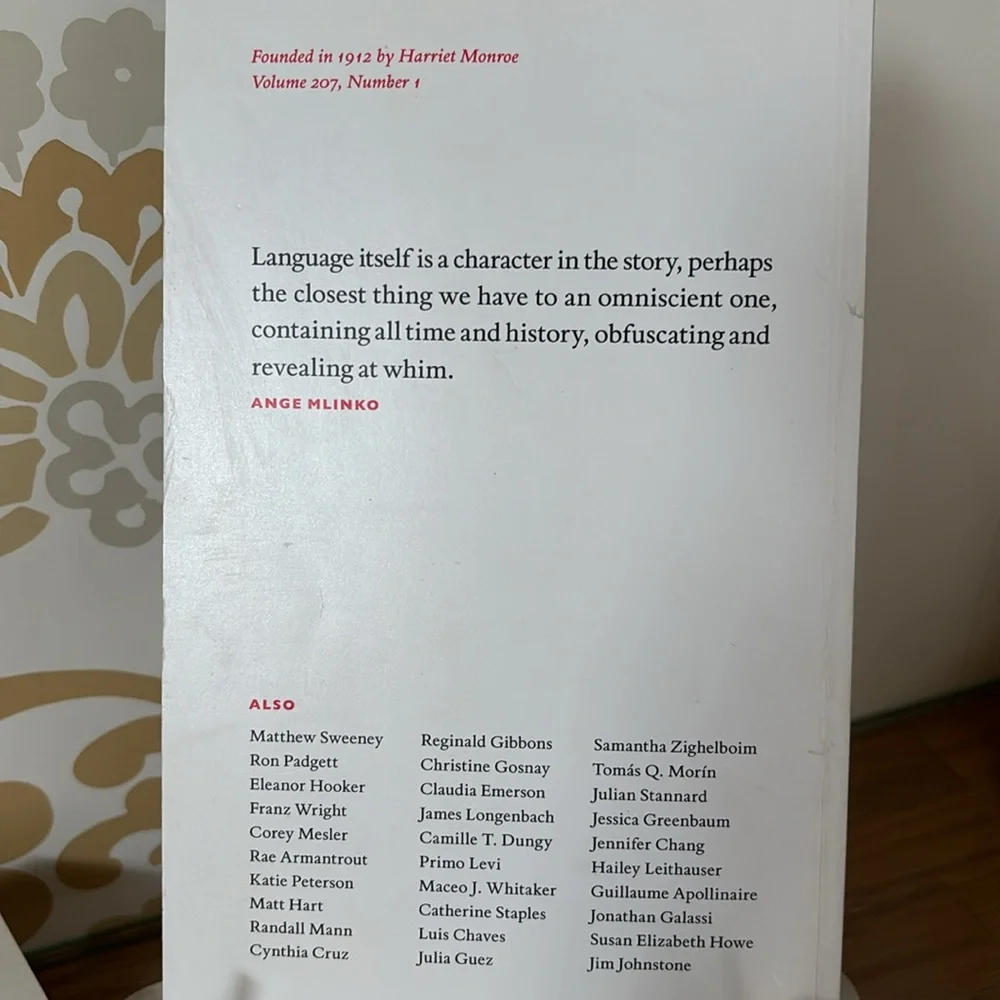 Founded in 1912 by Harriet Monroe
Volume 207, Number 1
Language itself is a character in the story, perhaps
the closest thing we have to an omniscient one,
containing all time and history, obfuscating and
revealing at whim.
ANGE MLINKO
ALSO
Matthew Sweeney
Ron Padgett
Eleanor Hooker
Franz Wright
Corey Mesler
Rae Armantrout
Katie Peterson
Matt Hart
Randall Mann
Cynthia Cruz
Reginald Gibbons
Christine Gosnay
Claudia Emerson
James Longenbach
Camille T. Dungy
Primo Levi
Maceo J. Whitaker
Catherine Staples
Luis Chaves
Julia Guez
Samantha Zighelboim
Tomás Q. Morín
Julian Stannard
Jessica Greenbaum
Jennifer Chang
Hailey Leithauser
Guillaume Apollinaire
Jonathan Galassi
Susan Elizabeth Howe
Jim Johnstone